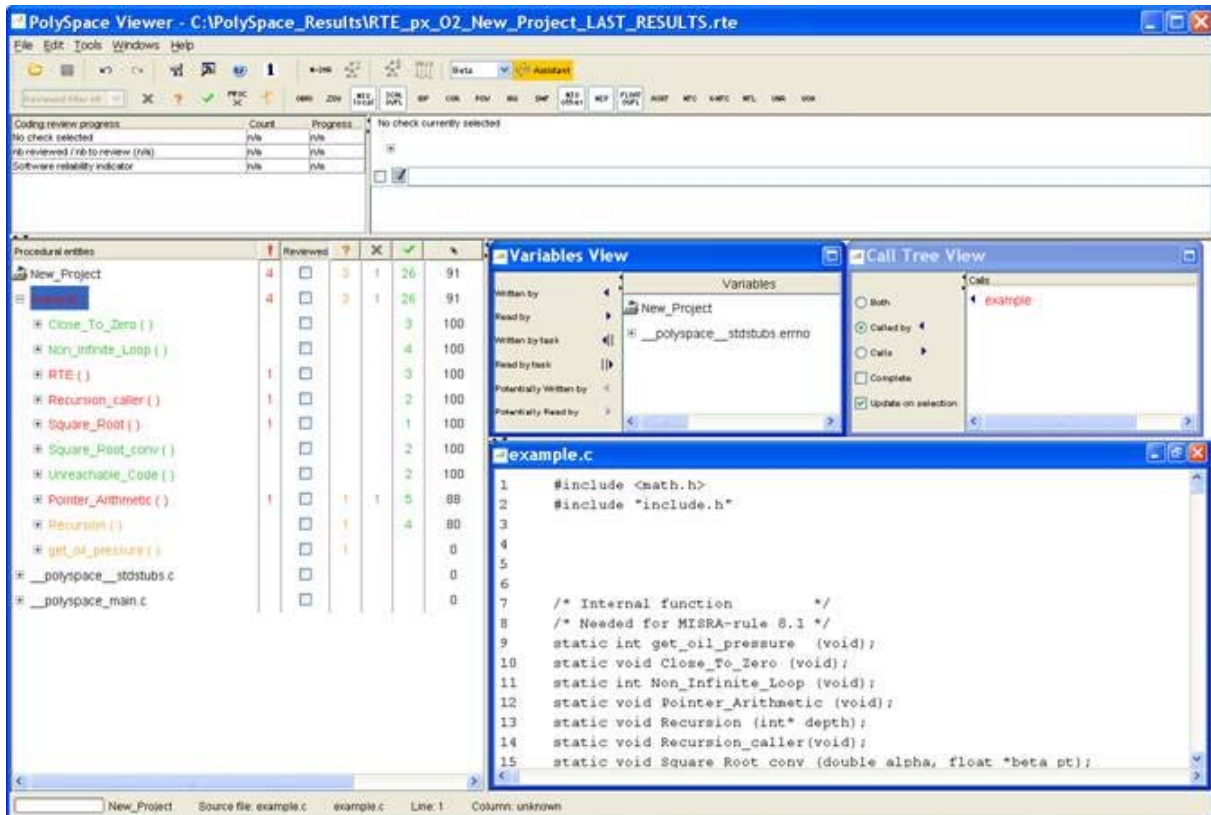 PolySpace Viewer - C:\PolySpace_Results\RTE_px_O2_New_Project_LAST_RESULTS.rte
File Edit Tools Windows Help
Beta Assistant
Coding review progress Count Progress
No check selected n/a n/a
nb reviewed / nb to review (n/a) n/a n/a
Software reliability indicator n/a n/a
No check currently selected
Procedural entities ! Reviewed ? X ✓ %
New_Project 4 3 1 26 91
example 4 3 1 26 91
Close_To_Zero ( ) 3 100
Non_Infinite_Loop ( ) 4 100
RTE ( ) 1 3 100
Recursion_caller ( ) 1 2 100
Square_Root ( ) 1 1 100
Square_Root_conv ( ) 2 100
Unreachable_Code ( ) 2 100
Pointer_Arithmetic ( ) 1 1 1 5 88
Recursion ( ) 1 4 80
get_oil_pressure ( ) 1 0
__polyspace__stdstubs.c 0
__polyspace_main.c 0
Variables View
Written by
Read by
Written by task
Read by task
Potentially Written by
Potentially Read by
Variables
New_Project
__polyspace__stdstubs.errno
Call Tree View
Both
Called by
Calls
Complete
Update on selection
Calls
example
example.c
1 #include <math.h>
2 #include "include.h"
3
4
5
6
7 /* Internal function */
8 /* Needed for MISRA-rule 8.1 */
9 static int get_oil_pressure (void);
10 static void Close_To_Zero (void);
11 static int Non_Infinite_Loop (void);
12 static void Pointer_Arithmetic (void);
13 static void Recursion (int* depth);
14 static void Recursion_caller(void);
15 static void Square_Root_conv (double alpha, float *beta_pt);
New_Project Source file: example.c example.c Line: 1 Column: unknown